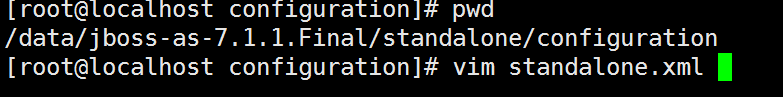 [root@localhost configuration]# pwd
/data/jboss-as-7.1.1.Final/standalone/configuration
[root@localhost configuration]# vim standalone.xml